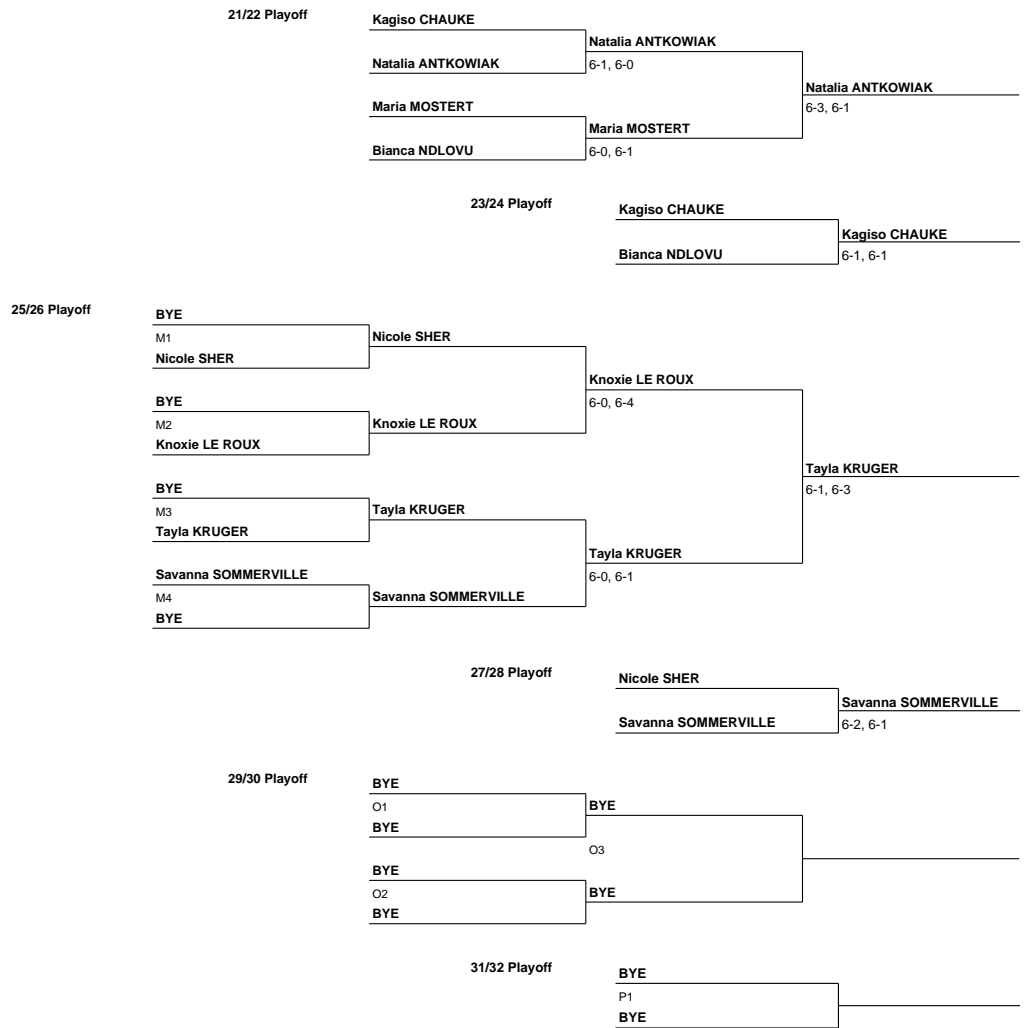 21/22 Playoff
Kagiso CHAUKE
Natalia ANTKOWIAK
Natalia ANTKOWIAK
6-1, 6-0
Natalia ANTKOWIAK
6-3, 6-1
Maria MOSTERT
Maria MOSTERT
Bianca NDLOVU
6-0, 6-1
23/24 Playoff
Kagiso CHAUKE
Kagiso CHAUKE
Bianca NDLOVU
6-1, 6-1
25/26 Playoff
BYE
M1
Nicole SHER
Nicole SHER
Knoxie LE ROUX
6-0, 6-4
BYE
M2
Knoxie LE ROUX
Knoxie LE ROUX
Tayla KRUGER
6-1, 6-3
BYE
M3
Tayla KRUGER
Tayla KRUGER
Tayla KRUGER
6-0, 6-1
Savanna SOMMERVILLE
M4
Savanna SOMMERVILLE
BYE
27/28 Playoff
Nicole SHER
Savanna SOMMERVILLE
Savanna SOMMERVILLE
6-2, 6-1
29/30 Playoff
BYE
O1
BYE
BYE
O3
BYE
O2
BYE
BYE
31/32 Playoff
BYE
P1
BYE